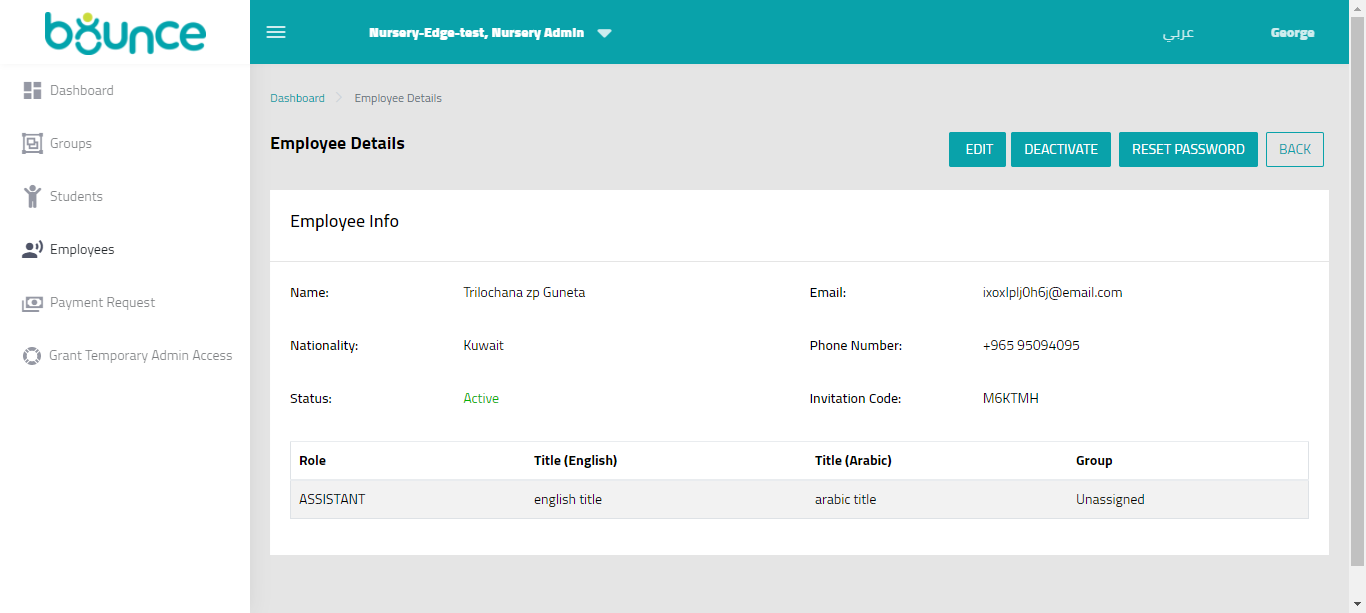 bounce
Nursery-Edge-test, Nursery Admin
عربي
George
Dashboard
Groups
Students
Employees
Payment Request
Grant Temporary Admin Access
Dashboard
Employee Details
Employee Details
EDIT
DEACTIVATE
RESET PASSWORD
BACK
Employee Info
Name: Trilochana zp Guneta Email: ixoxlplj0h6j@email.com
Nationality: Kuwait Phone Number: +965 95094095
Status: Active Invitation Code: M6KTMH
Role Title (English) Title (Arabic) Group
ASSISTANT english title arabic title Unassigned